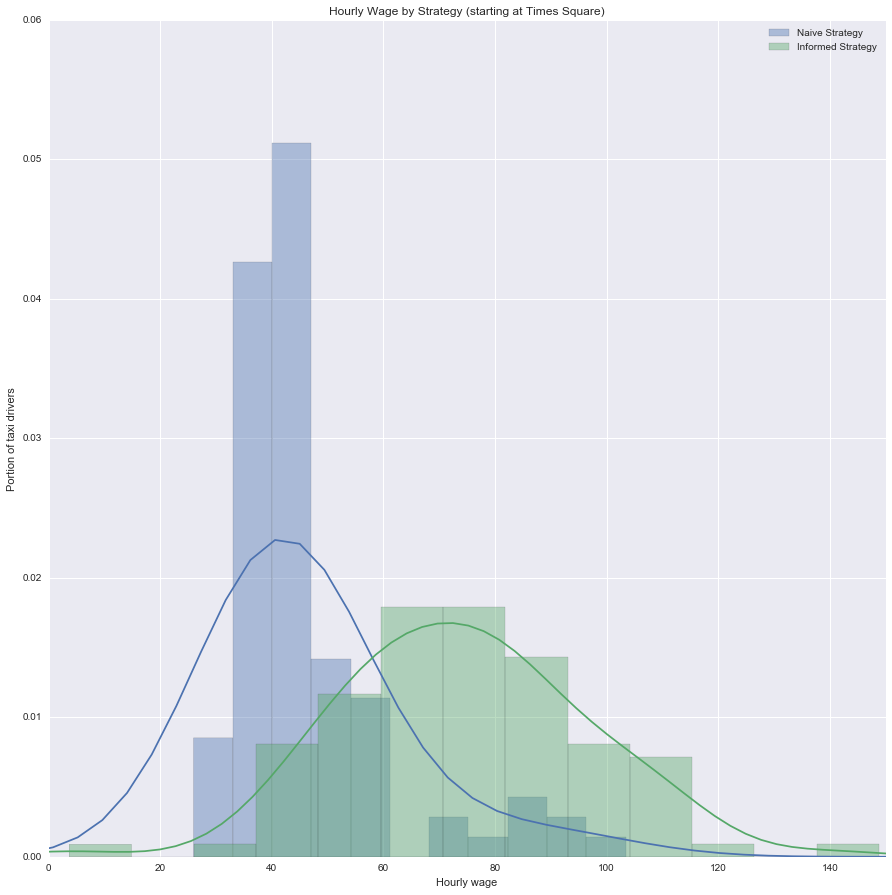 Hourly Wage by Strategy (starting at Times Square)
Naive Strategy
Informed Strategy
Portion of taxi drivers
0.06
0.05
0.04
0.03
0.02
0.01
0.00
0 20 40 60 80 100 120 140
Hourly wage